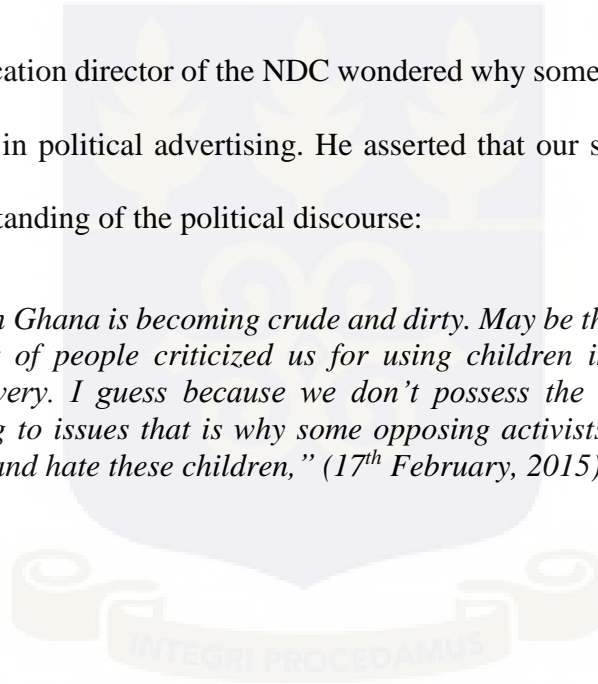 cation director of the NDC wondered why some
in political advertising. He asserted that our s
tanding of the political discourse:
n Ghana is becoming crude and dirty. May be th
of people criticized us for using children i
very. I guess because we don’t possess the
g to issues that is why some opposing activists
and hate these children,” (17th February, 2015)
INTEGRI PROCEDAMUS